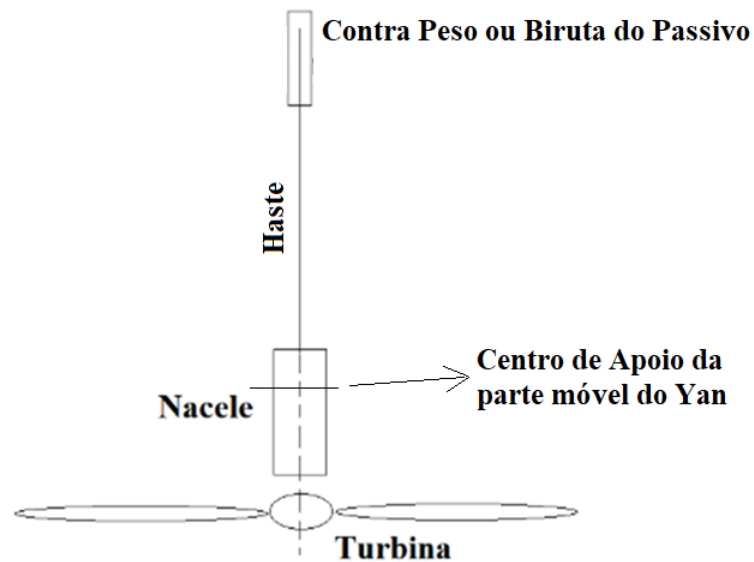 Contra Peso ou Biruta do Passivo
Haste
Centro de Apoio da
parte móvel do Yan
Nacele
Turbina